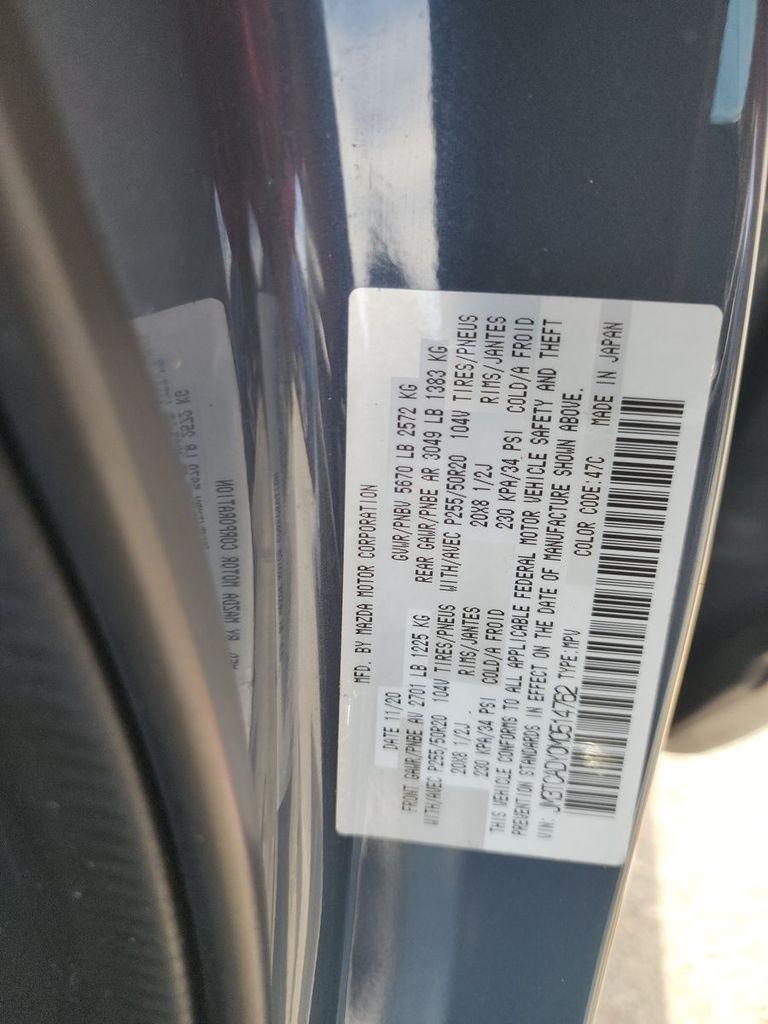 MFD. BY MAZDA MOTOR CORPORATION
DATE 11/20 GVWR/PNBV 5670 LB 2572 KG
FRONT GAWR/PNBE AV 2701 LB 1225 KG REAR GAWR/PNBE AR 3049 LB 1383 KG
WITH/AVEC P255/50R20 104V TIRES/PNEUS WITH/AVEC P255/50R20 104V TIRES/PNEUS
20X8 1/2J RIMS/JANTES 20X8 1/2J RIMS/JANTES
230 KPA/34 PSI COLD/A FROID 230 KPA/34 PSI COLD/A FROID
THIS VEHICLE CONFORMS TO ALL APPLICABLE FEDERAL MOTOR VEHICLE SAFETY AND THEFT
PREVENTION STANDARDS IN EFFECT ON THE DATE OF MANUFACTURE SHOWN ABOVE.
VIN: JM3TCADY0M0514782 TYPE:MPV COLOR CODE:47C MADE IN JAPAN